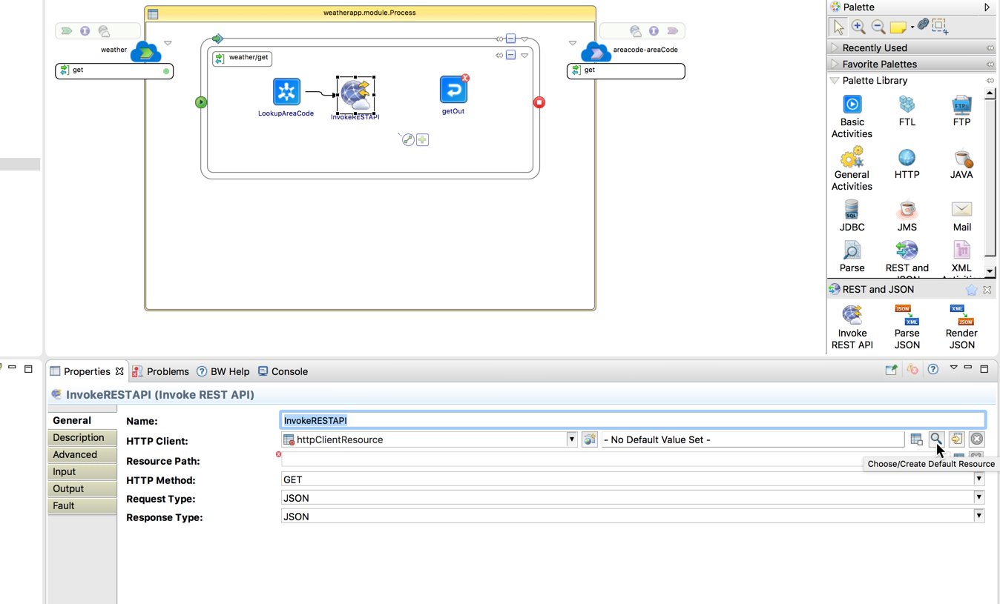 weatherapp.module.Process
weather
get
weather/get
LookupAreaCode
InvokeRESTAPI
getOut
areacode-areaCode
get
Palette
Recently Used
Favorite Palettes
Palette Library
Basic
Activities
FTL
FTP
General
Activities
HTTP
JAVA
JDBC
JMS
Mail
Parse
REST and
JSON
XML
Activities
REST and JSON
Invoke
REST API
Parse
JSON
Render
JSON
Properties
Problems
BW Help
Console
InvokeRESTAPI (Invoke REST API)
General
Description
Advanced
Input
Output
Fault
Name:
InvokeRESTAPI
HTTP Client:
httpClientResource
- No Default Value Set -
Resource Path:
Choose/Create Default Resource
HTTP Method:
GET
Request Type:
JSON
Response Type:
JSON